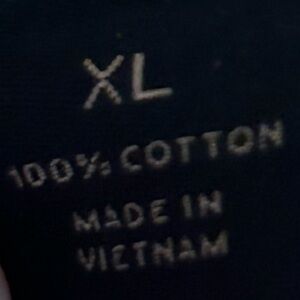 XL
100% COTTON
MADE IN
VIETNAM